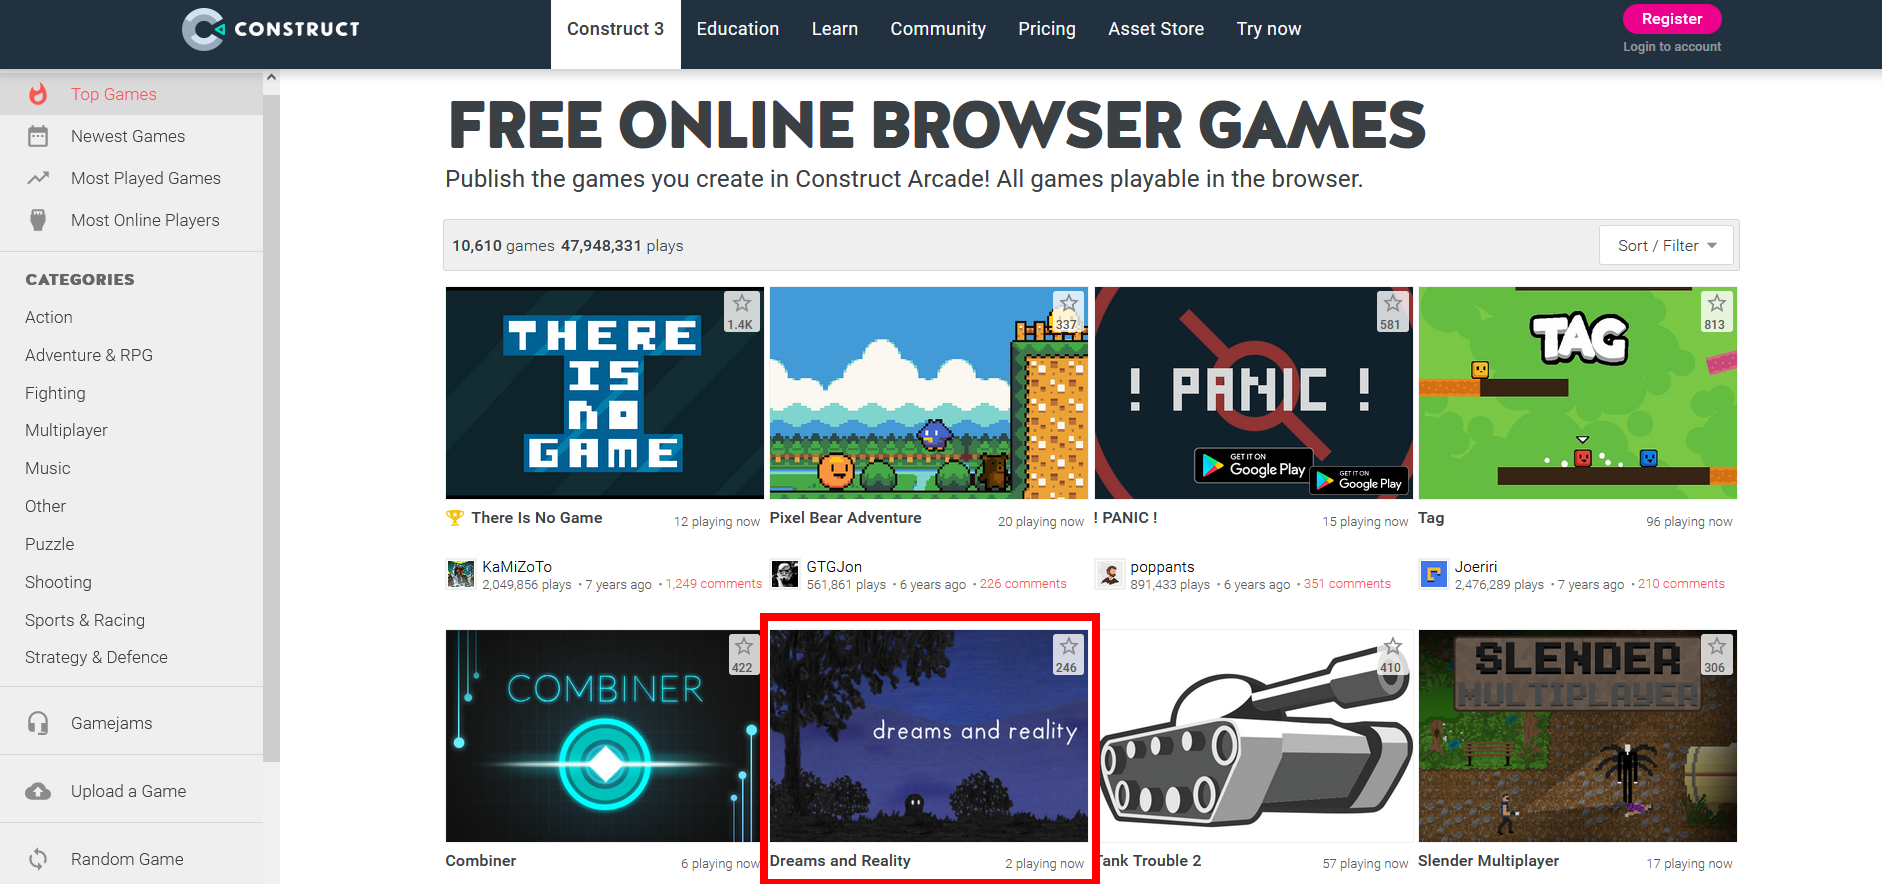 CONSTRUCT
Construct 3 Education Learn Community Pricing Asset Store Try now
Register
Login to account
Top Games
Newest Games
Most Played Games
Most Online Players
CATEGORIES
Action
Adventure & RPG
Fighting
Multiplayer
Music
Other
Puzzle
Shooting
Sports & Racing
Strategy & Defence
Gamejams
Upload a Game
Random Game
FREE ONLINE BROWSER GAMES
Publish the games you create in Construct Arcade! All games playable in the browser.
10,610 games 47,948,331 plays
Sort / Filter
1.4K
THERE
IS
NO
GAME
337
581
! PANIC !
GET IT ON
Google Play
GET IT ON
Google Play
813
TAG
There Is No Game 12 playing now
Pixel Bear Adventure 20 playing now
! PANIC ! 15 playing now
Tag 96 playing now
KaMiZoTo
2,049,856 plays • 7 years ago • 1,249 comments
GTGJon
561,861 plays • 6 years ago • 226 comments
poppants
891,433 plays • 6 years ago • 351 comments
Joeriri
2,476,289 plays • 7 years ago • 210 comments
422
COMBINER
246
dreams and reality
410
306
SLENDER
MULTIPLAYER
Combiner 6 playing now
Dreams and Reality 2 playing now
Tank Trouble 2 57 playing now
Slender Multiplayer 17 playing now